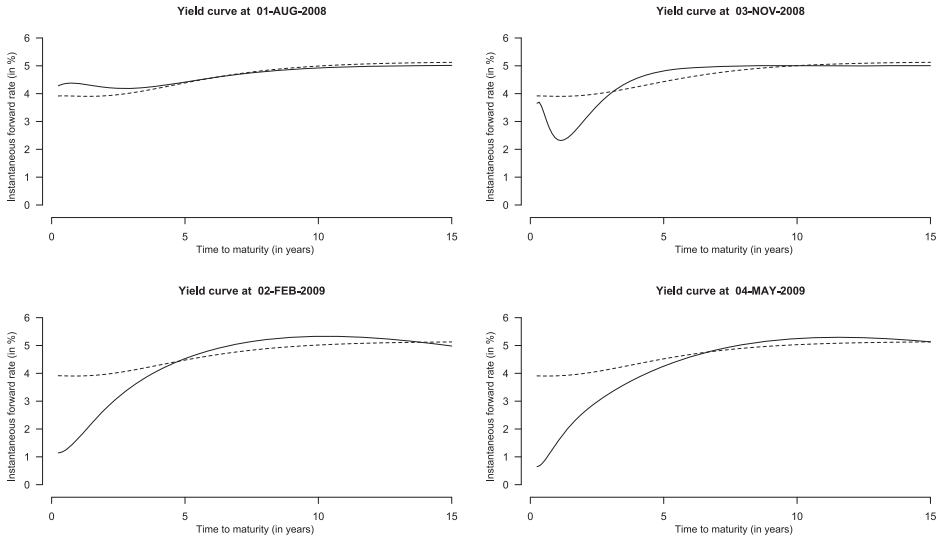 Yield curve at 01-AUG-2008
Instantaneous forward rate (in %)
6
5
4
3
2
1
0
0 5 10 15
Time to maturity (in years)
Yield curve at 03-NOV-2008
Instantaneous forward rate (in %)
6
5
4
3
2
1
0
0 5 10 15
Time to maturity (in years)
Yield curve at 02-FEB-2009
Instantaneous forward rate (in %)
6
5
4
3
2
1
0
0 5 10 15
Time to maturity (in years)
Yield curve at 04-MAY-2009
Instantaneous forward rate (in %)
6
5
4
3
2
1
0
0 5 10 15
Time to maturity (in years)